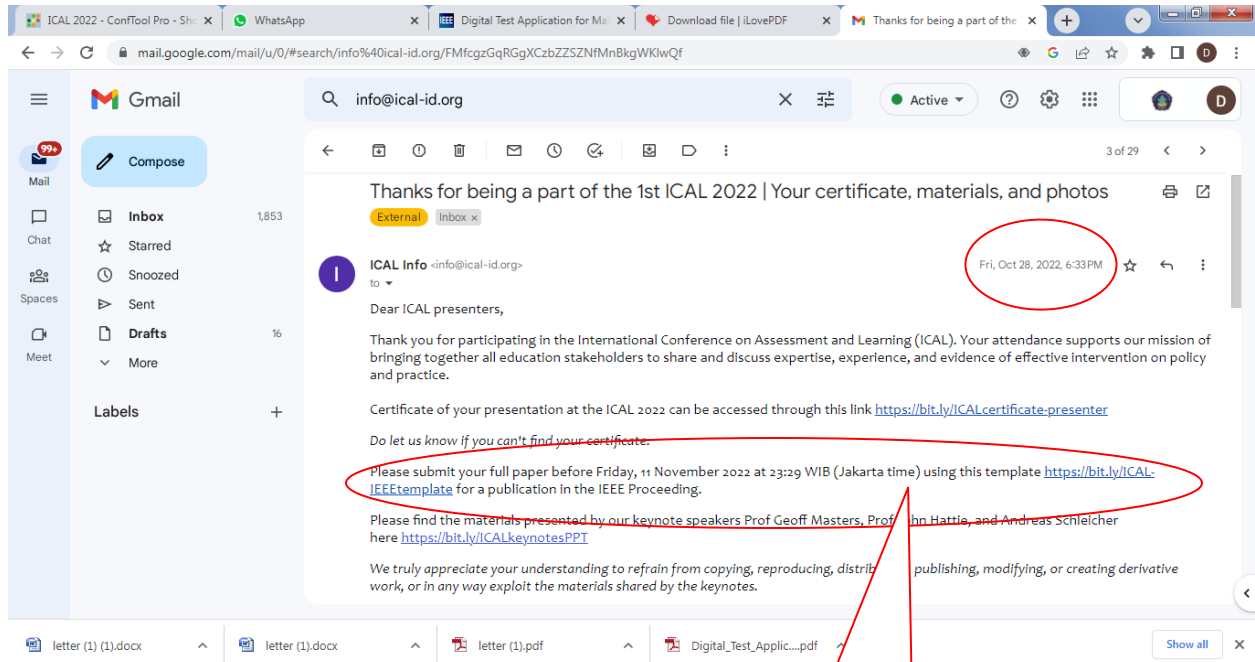 ICAL 2022 - ConfTool Pro - Sho
WhatsApp
IEEE Digital Test Application for Mat
Download file | iLovePDF
Thanks for being a part of the
mail.google.com/mail/u/0/#search/info%40ical-id.org/FMfcgzGqRGgXCzbZZSZNfMnBkgWKlwQf
G
D
Gmail
info@ical-id.org
Active
D
99+
Mail
Chat
Spaces
Meet
Compose
Inbox 1,853
Starred
Snoozed
Sent
Drafts 16
More
Labels
3 of 29
Thanks for being a part of the 1st ICAL 2022 | Your certificate, materials, and photos
External Inbox x
I
ICAL Info <info@ical-id.org>
Fri, Oct 28, 2022, 6:33 PM
to
Dear ICAL presenters,
Thank you for participating in the International Conference on Assessment and Learning (ICAL). Your attendance supports our mission of
bringing together all education stakeholders to share and discuss expertise, experience, and evidence of effective intervention on policy
and practice.
Certificate of your presentation at the ICAL 2022 can be accessed through this link https://bit.ly/ICALcertificate-presenter
Do let us know if you can't find your certificate.
Please submit your full paper before Friday, 11 November 2022 at 23:29 WIB (Jakarta time) using this template https://bit.ly/ICAL-
IEEEtemplate for a publication in the IEEE Proceeding.
Please find the materials presented by our keynote speakers Prof Geoff Masters, Prof John Hattie, and Andreas Schleicher
here https://bit.ly/ICALkeynotesPPT
We truly appreciate your understanding to refrain from copying, reproducing, publishing, modifying, or creating derivative
work, or in any way exploit the materials shared by the keynotes.
letter (1) (1).docx
letter (1).docx
letter (1).pdf
Digital_Test_Applic....pdf
Show all